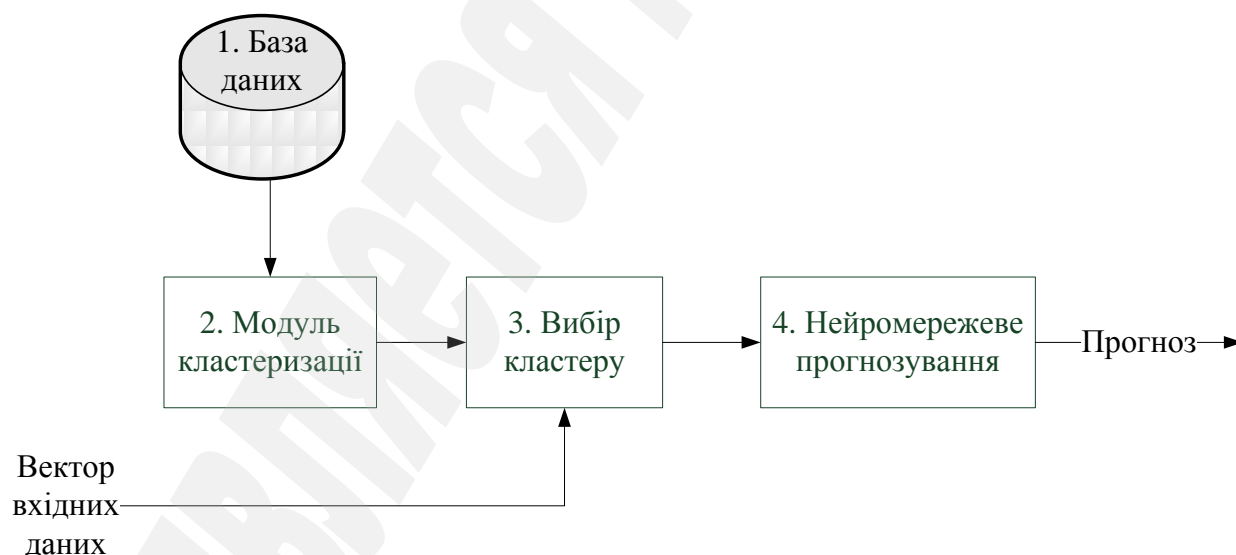 1. База
даних
2. Модуль
кластеризації
3. Вибір
кластеру
4. Нейромережеве
прогнозування
Прогноз
Вектор
вхідних
даних